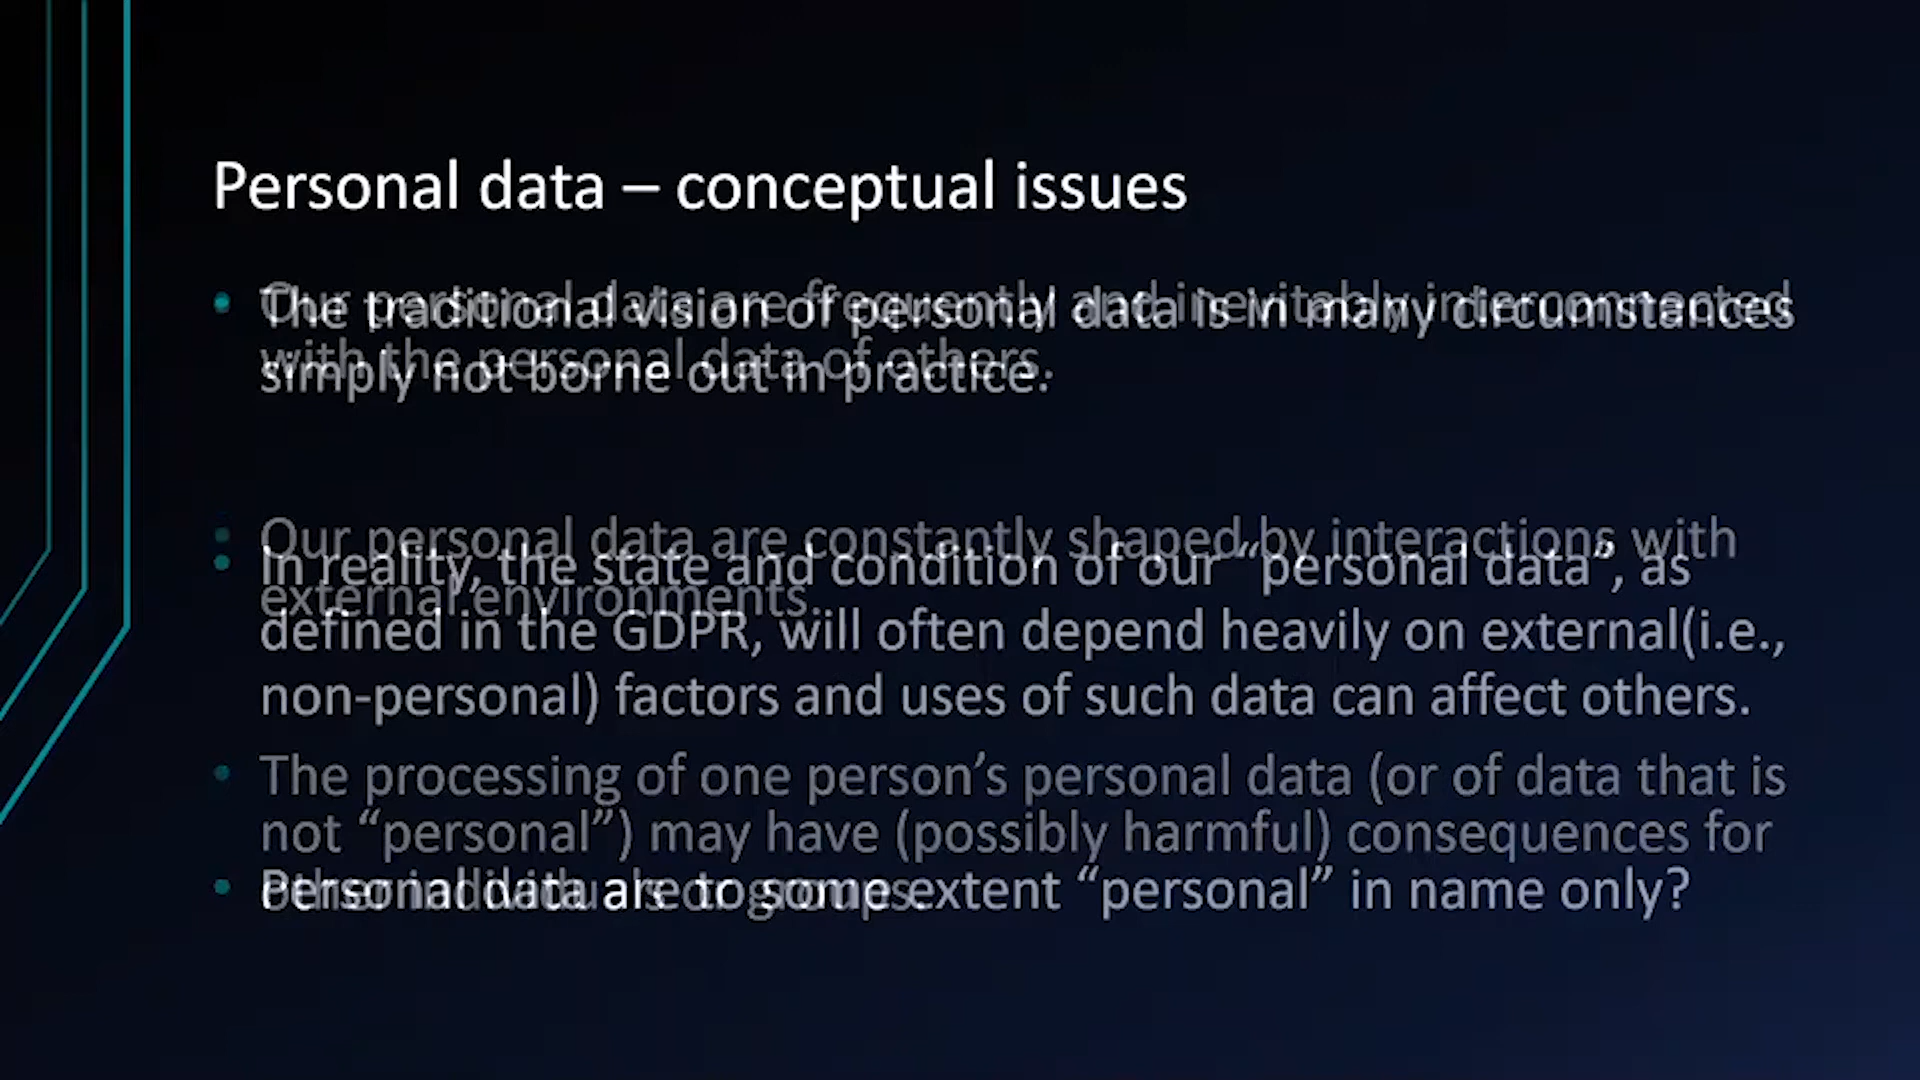 Personal data – conceptual issues
• Our personal data are frequently and inevitably interconnected
with the personal data of others.
• Our personal data are constantly shaped by interactions with
external environments.
• The processing of one person’s personal data (or of data that is
not “personal”) may have (possibly harmful) consequences for
other individuals or groups.
• The traditional vision of personal data is in many circumstances
simply not borne out in practice.
• In reality, the state and condition of our “personal data”, as
defined in the GDPR, will often depend heavily on external(i.e.,
non-personal) factors and uses of such data can affect others.
• Personal data are to some extent “personal” in name only?